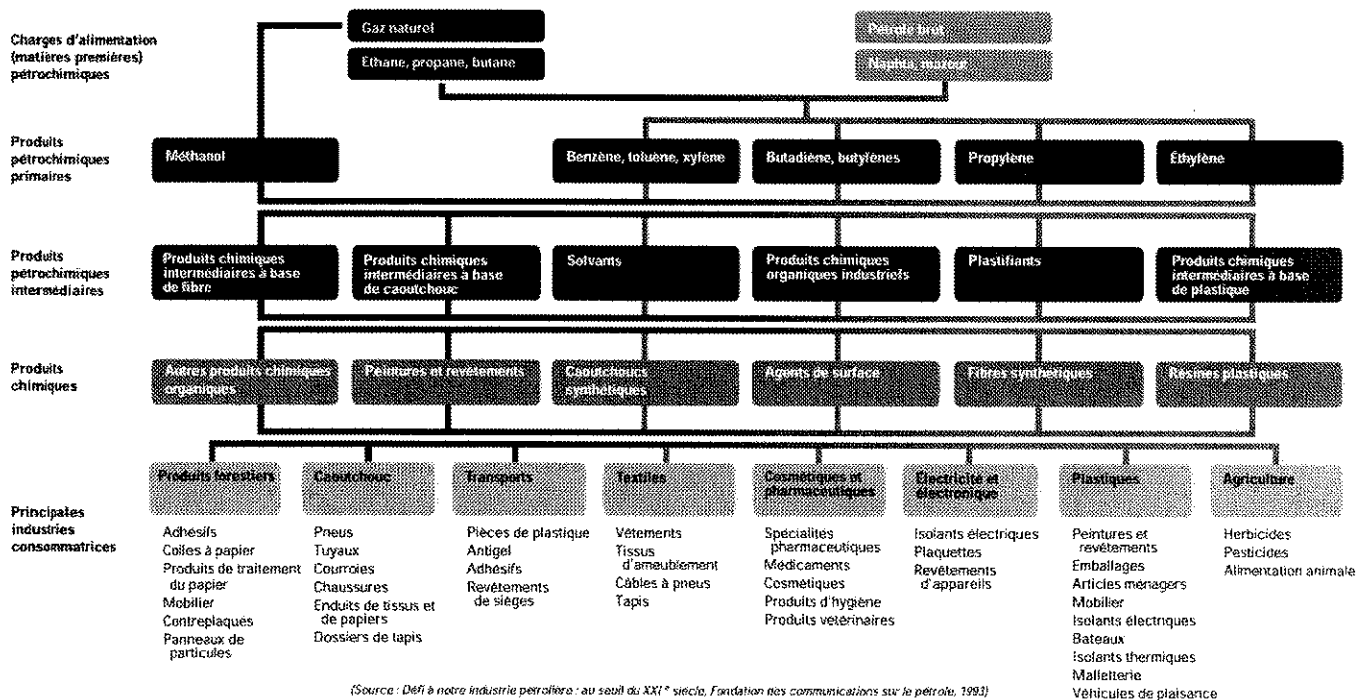 Charges d'alimentation
(matières premières)
pétrochimiques
Gaz naturel
Éthane, propane, butane
Pétrole brut
Naphta, mazout
Produits
pétrochimiques
primaires
Méthanol
Benzène, toluène, xylène
Butadiène, butylènes
Propylène
Éthylène
Produits
pétrochimiques
intermédiaires
Produits chimiques
intermédiaires à base
de fibre
Produits chimiques
intermédiaires à base
de caoutchouc
Solvants
Produits chimiques
organiques industriels
Plastifiants
Produits chimiques
intermédiaires à base
de plastique
Produits
chimiques
Autres produits chimiques
organiques
Peintures et revêtements
Caoutchoucs
synthétiques
Agents de surface
Fibres synthétiques
Résines plastiques
Principales
industries
consommatrices
Produits forestiers
Adhésifs
Colles à papier
Produits de traitement
du papier
Mobilier
Contreplaqués
Panneaux de
particules
Caoutchouc
Pneus
Tuyaux
Courroies
Chaussures
Enduits de tissus et
de papiers
Dossiers de tapis
Transports
Pièces de plastique
Antigel
Adhésifs
Revêtements
de sièges
Textiles
Vêtements
Tissus
d'ameublement
Câbles à pneus
Tapis
Cosmétiques et
pharmaceutiques
Spécialités
pharmaceutiques
Médicaments
Cosmétiques
Produits d'hygiène
Produits vétérinaires
Électricité et
électronique
Isolants électriques
Plaquettes
Revêtements
d'appareils
Plastiques
Peintures et
revêtements
Emballages
Articles ménagers
Mobilier
Isolants électriques
Bateaux
Isolants thermiques
Malletterie
Véhicules de plaisance
Agriculture
Herbicides
Pesticides
Alimentation animale
(Source : Défi à notre industrie pétrolière : au seuil du XXIe siècle, Fondation des communications sur le pétrole, 1993)